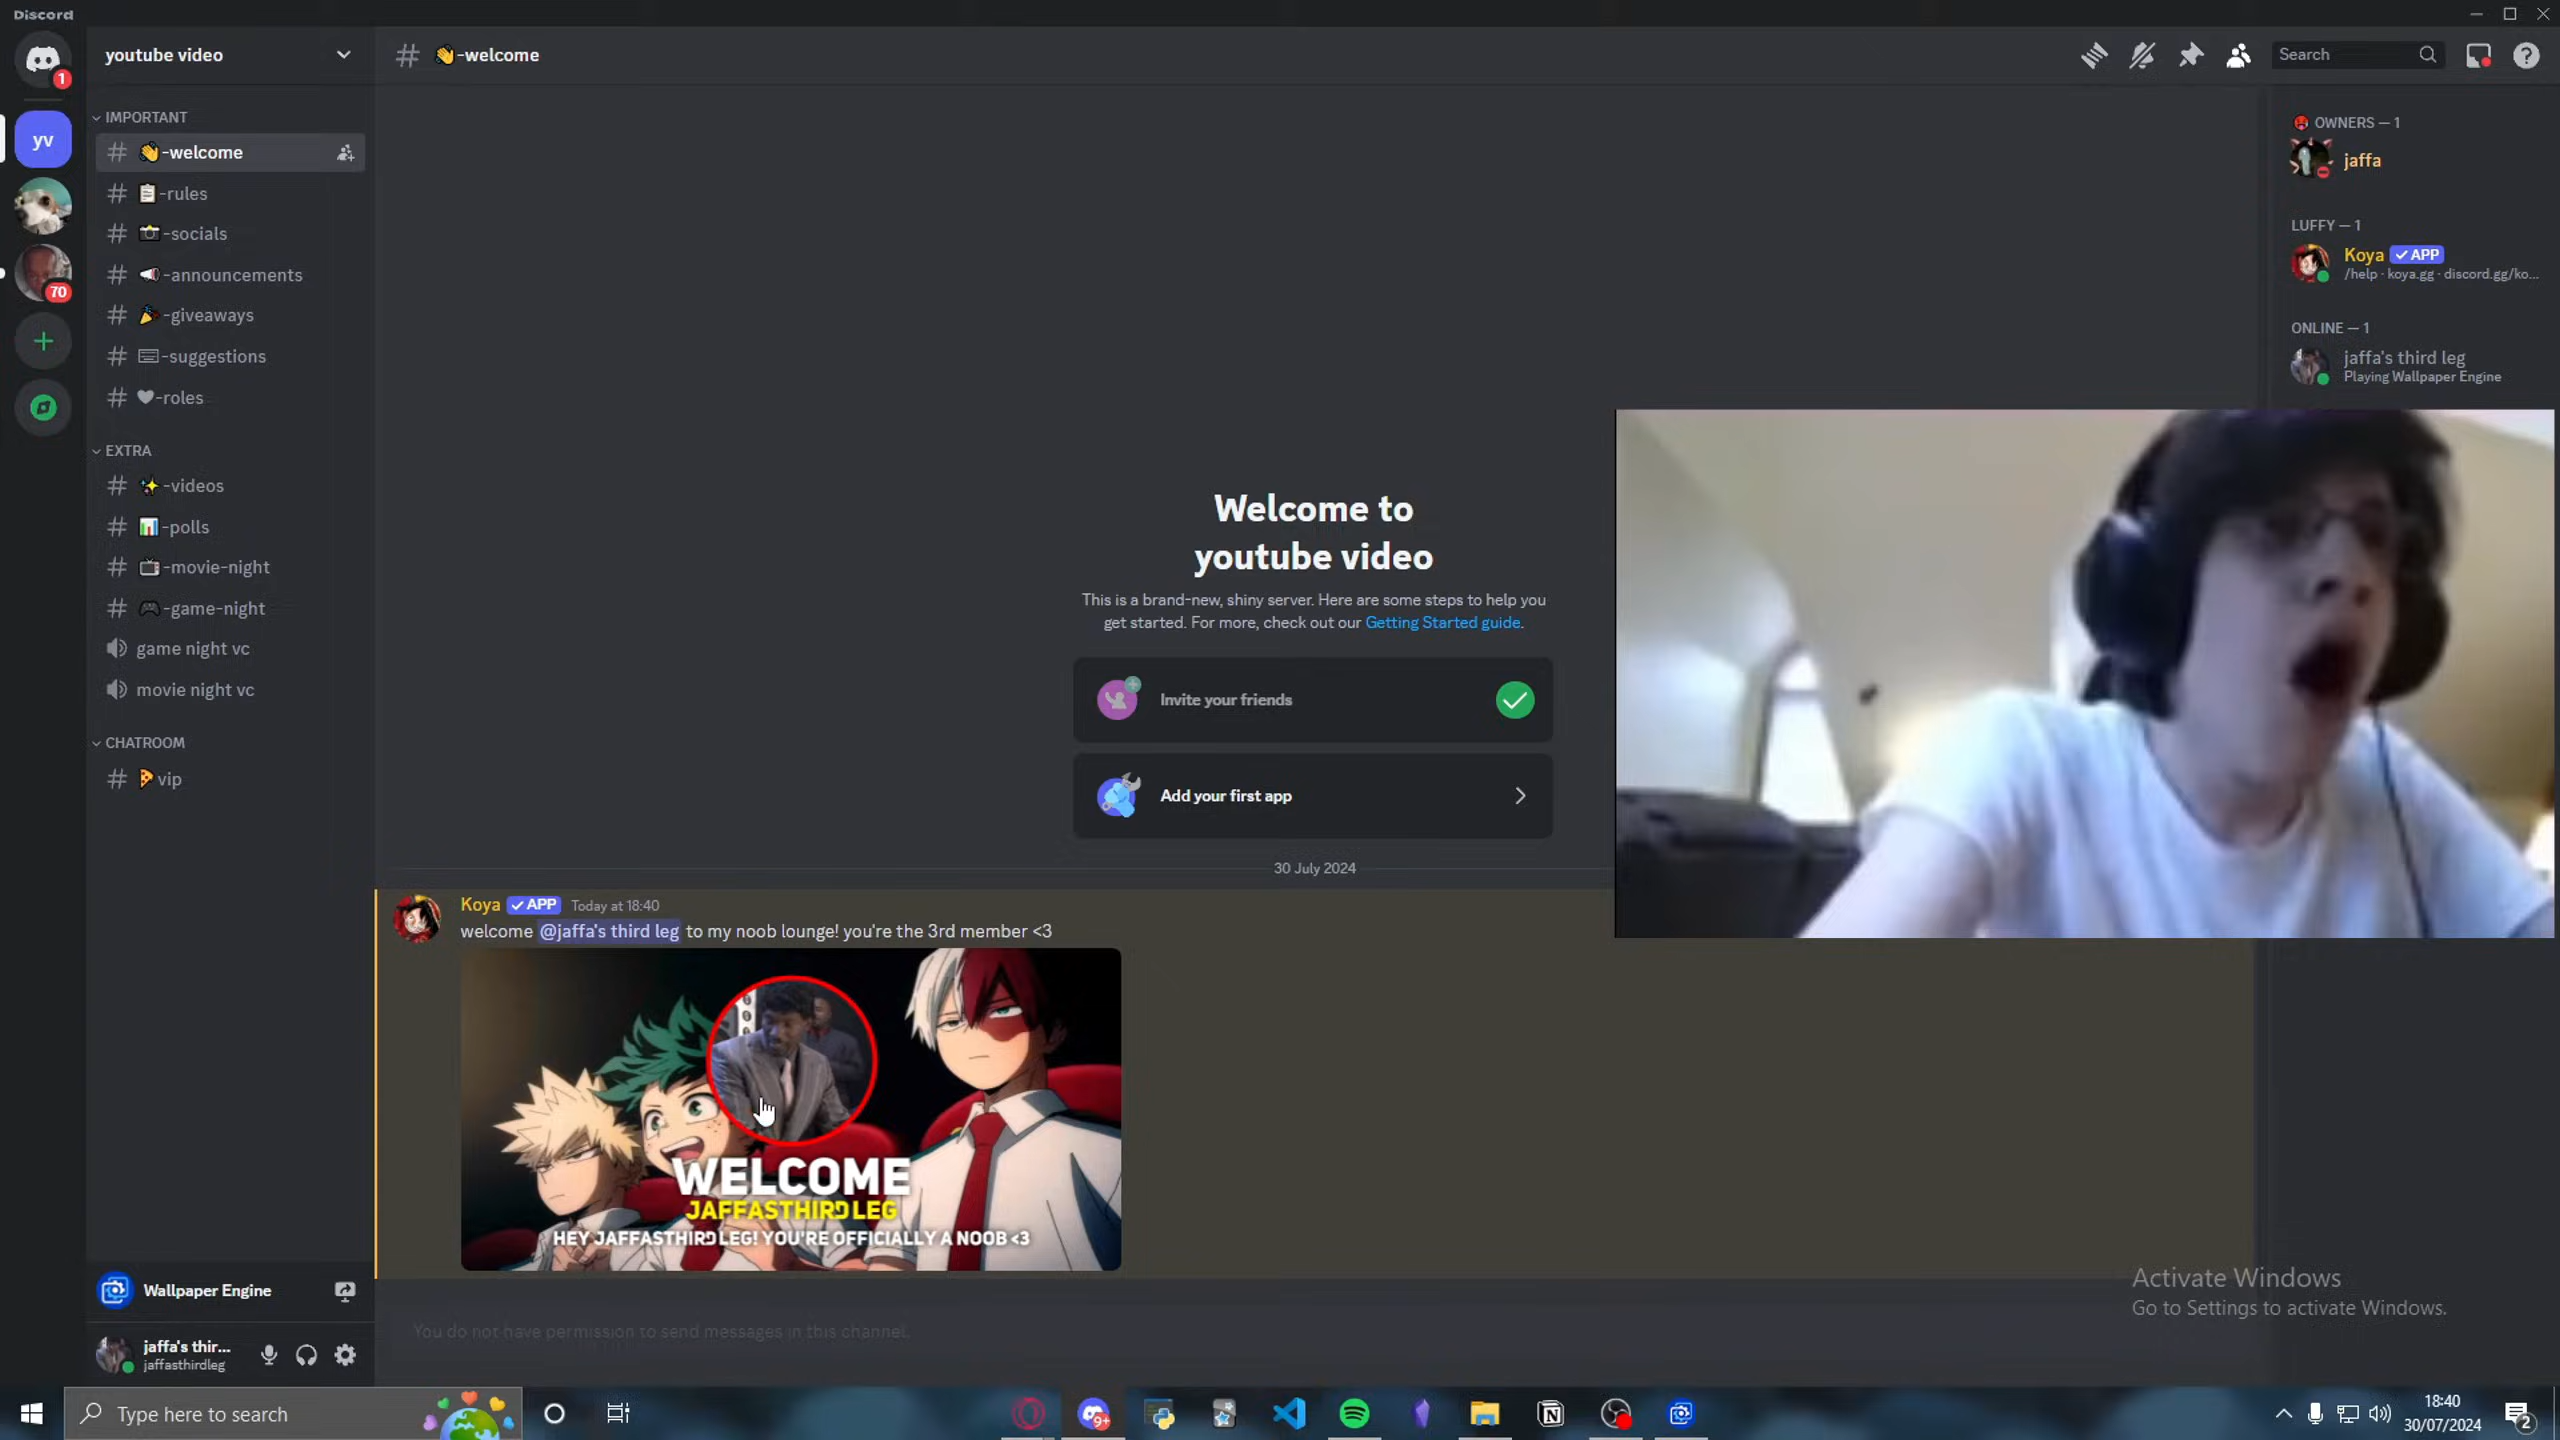 Discord
1
youtube video
👋-welcome
Search
IMPORTANT
👋-welcome
📋-rules
📷-socials
📢-announcements
🎉-giveaways
⌨-suggestions
🖤-roles
YV
70
EXTRA
✨-videos
📊-polls
📺-movie-night
🎮-game-night
game night vc
movie night vc
CHATROOM
🍕vip
OWNERS — 1
jaffa
LUFFY — 1
Koya ✓ APP
/help · koya.gg · discord.gg/ko...
ONLINE — 1
jaffa's third leg
Playing Wallpaper Engine
Welcome to
youtube video
This is a brand-new, shiny server. Here are some steps to help you
get started. For more, check out our Getting Started guide.
Invite your friends
Add your first app
30 July 2024
Koya ✓ APP Today at 18:40
welcome @jaffa's third leg to my noob lounge! you're the 3rd member <3
WELCOME
JAFFASTHIRDLEG
HEY JAFFASTHIRDLEG! YOU'RE OFFICIALLY A NOOB <3
Activate Windows
Go to Settings to activate Windows.
You do not have permission to send messages in this channel.
Wallpaper Engine
jaffa's thir...
jaffasthirdleg
Type here to search
9+
18:40
30/07/2024
2